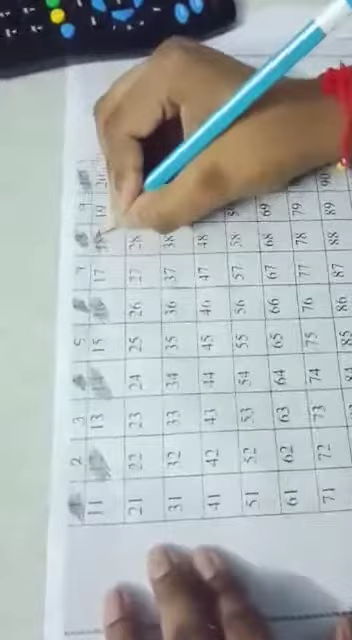 2 3 5 7 9
11 13 15 17 18 19 20
21 22 23 24 25 26 27 28
31 32 33 34 35 36 37 38
41 42 43 44 45 46 47 48
51 52 53 54 55 56 57 58
61 62 63 64 65 66 67 68 69
71 72 73 74 75 76 77 78 79
84 85 86 87 88 89 90